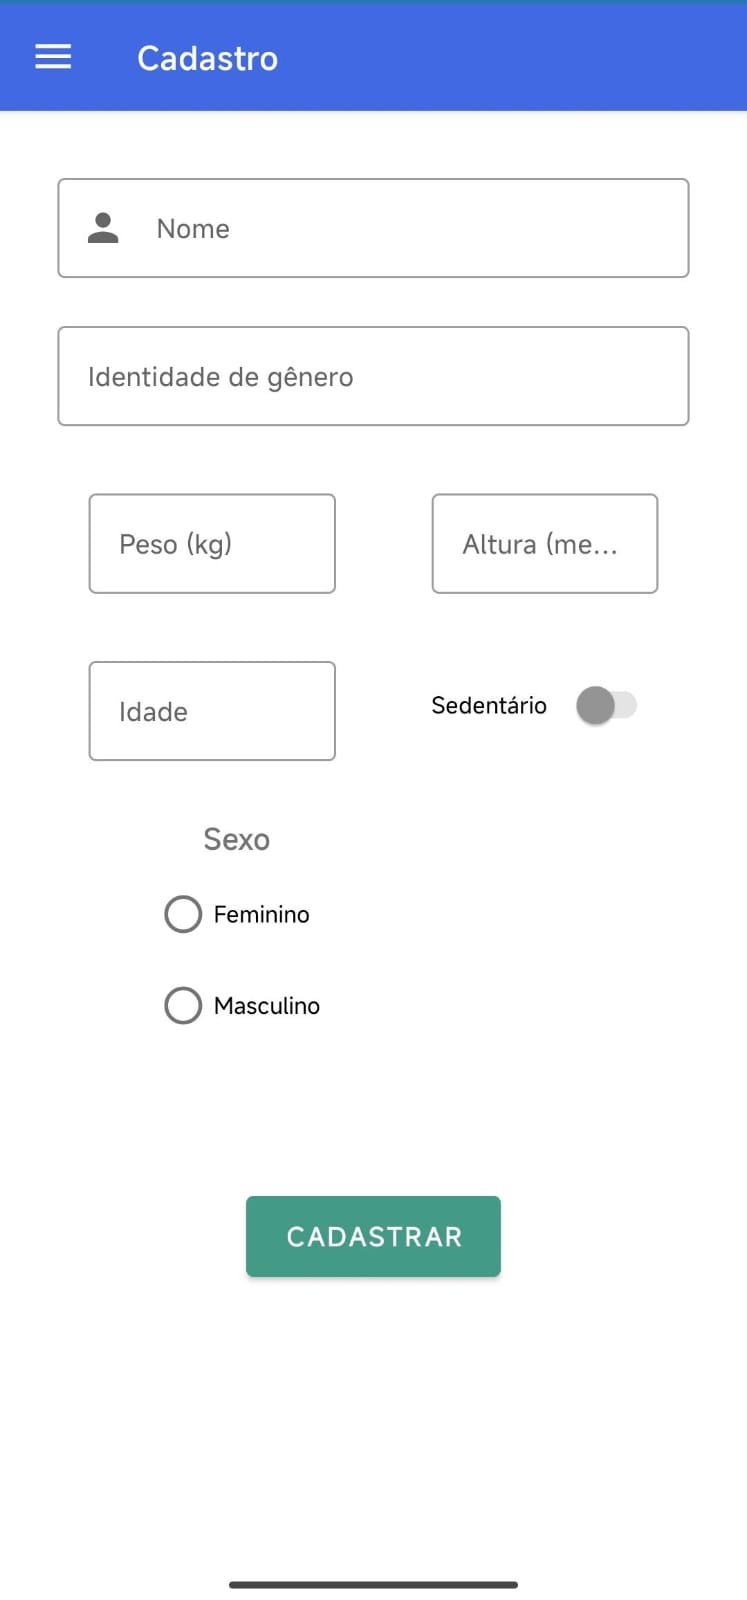 Cadastro
Nome
Identidade de gênero
Peso (kg)
Altura (me...
Idade
Sedentário
Sexo
Feminino
Masculino
CADASTRAR